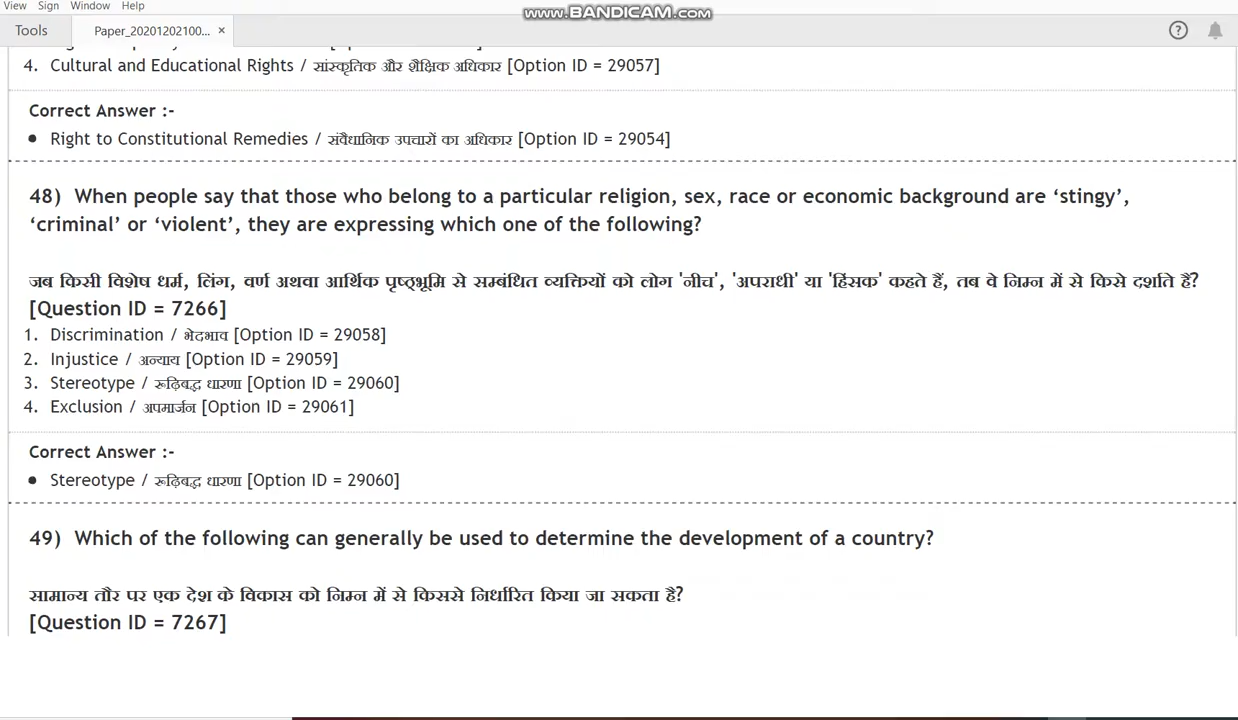 View Sign Window Help
www.BANDICAM.com
Tools Paper_20201202100... ×
4. Cultural and Educational Rights / सांस्कृतिक और शैक्षिक अधिकार [Option ID = 29057]
Correct Answer :-
• Right to Constitutional Remedies / संवैधानिक उपचारों का अधिकार [Option ID = 29054]
48) When people say that those who belong to a particular religion, sex, race or economic background are ‘stingy’,
‘criminal’ or ‘violent’, they are expressing which one of the following?
जब किसी विशेष धर्म, लिंग, वर्ण अथवा आर्थिक पृष्ठ्भूमि से सम्बंधित व्यक्तियों को लोग 'नीच', 'अपराधी' या 'हिंसक' कहते हैं, तब वे निम्न में से किसे दर्शाते हैं?
[Question ID = 7266]
1. Discrimination / भेदभाव [Option ID = 29058]
2. Injustice / अन्याय [Option ID = 29059]
3. Stereotype / रूढ़िबद्ध धारणा [Option ID = 29060]
4. Exclusion / अपमार्जन [Option ID = 29061]
Correct Answer :-
• Stereotype / रूढ़िबद्ध धारणा [Option ID = 29060]
49) Which of the following can generally be used to determine the development of a country?
सामान्य तौर पर एक देश के विकास को निम्न में से किससे निर्धारित किया जा सकता है?
[Question ID = 7267]